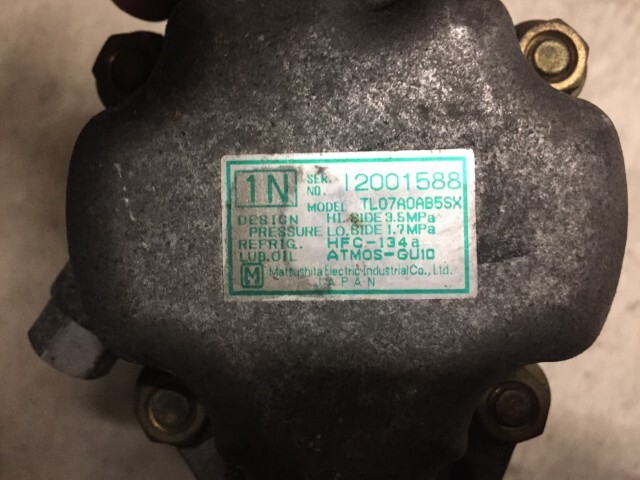 1N
SER. NO. 12001588
MODEL TL07A0AB5SX
DESIGN HI. SIDE 3.5MPa
PRESSURE LO. SIDE 1.7MPa
REFRIG. HFC-134a
LUB. OIL ATMOS-GU10
M Matsushita Electric Industrial Co., Ltd.
JAPAN